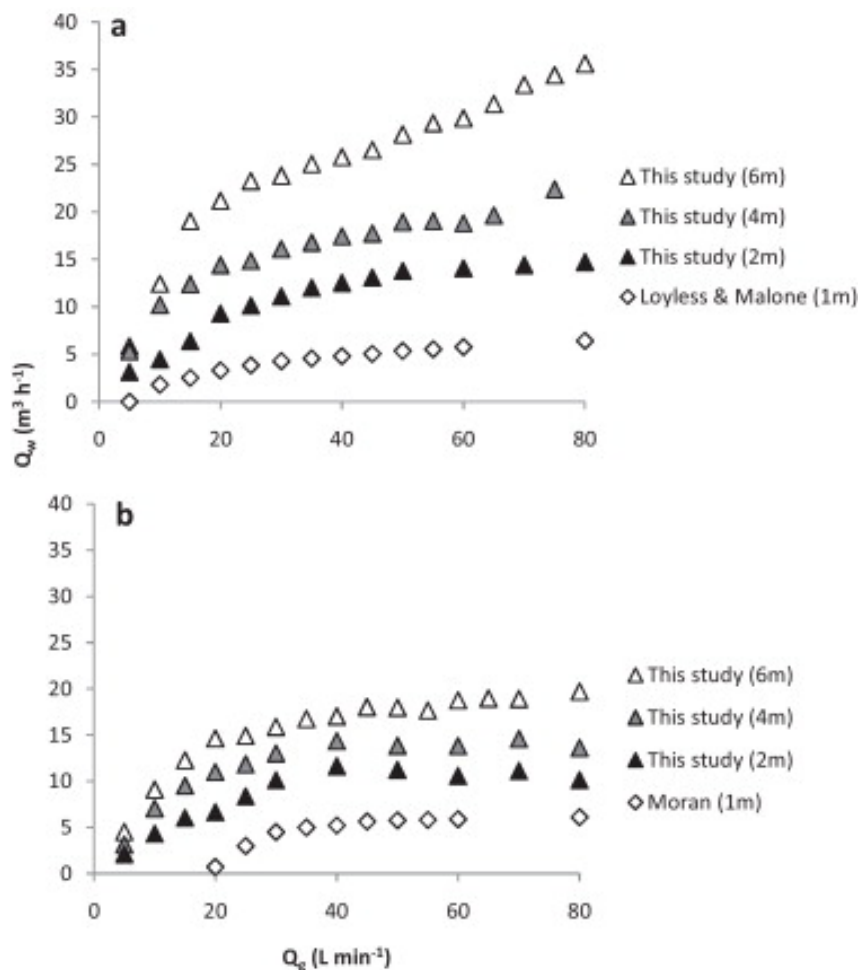 a
40
35
30
25
20
15
10
5
0
0 20 40 60 80
This study (6m)
This study (4m)
This study (2m)
Loyless & Malone (1m)
Qw (m³ h⁻¹)
b
40
35
30
25
20
15
10
5
0
0 20 40 60 80
This study (6m)
This study (4m)
This study (2m)
Moran (1m)
Qg (L min⁻¹)